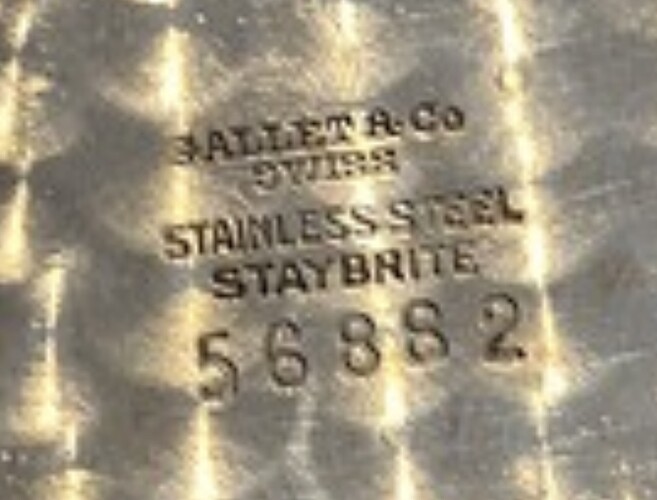 GALLET & Co
SWISS
STAINLESS STEEL
STAYBRITE
56882